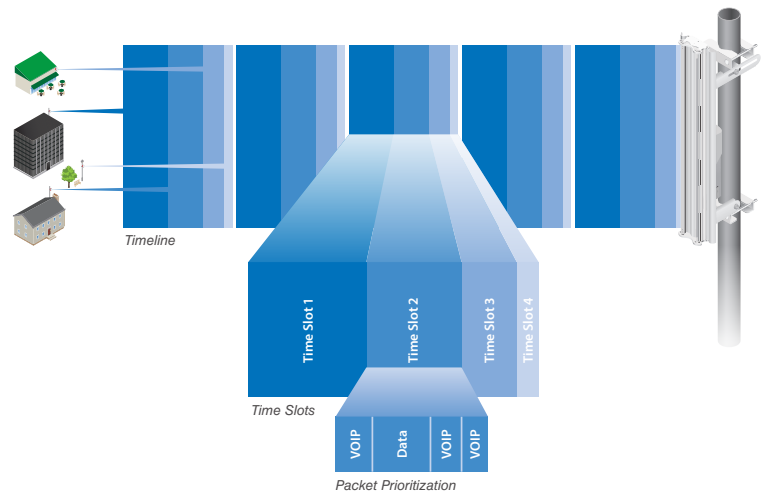 Timeline
Time Slot 1
Time Slot 2
Time Slot 3
Time Slot 4
Time Slots
VOIP
Data
VOIP
VOIP
Packet Prioritization